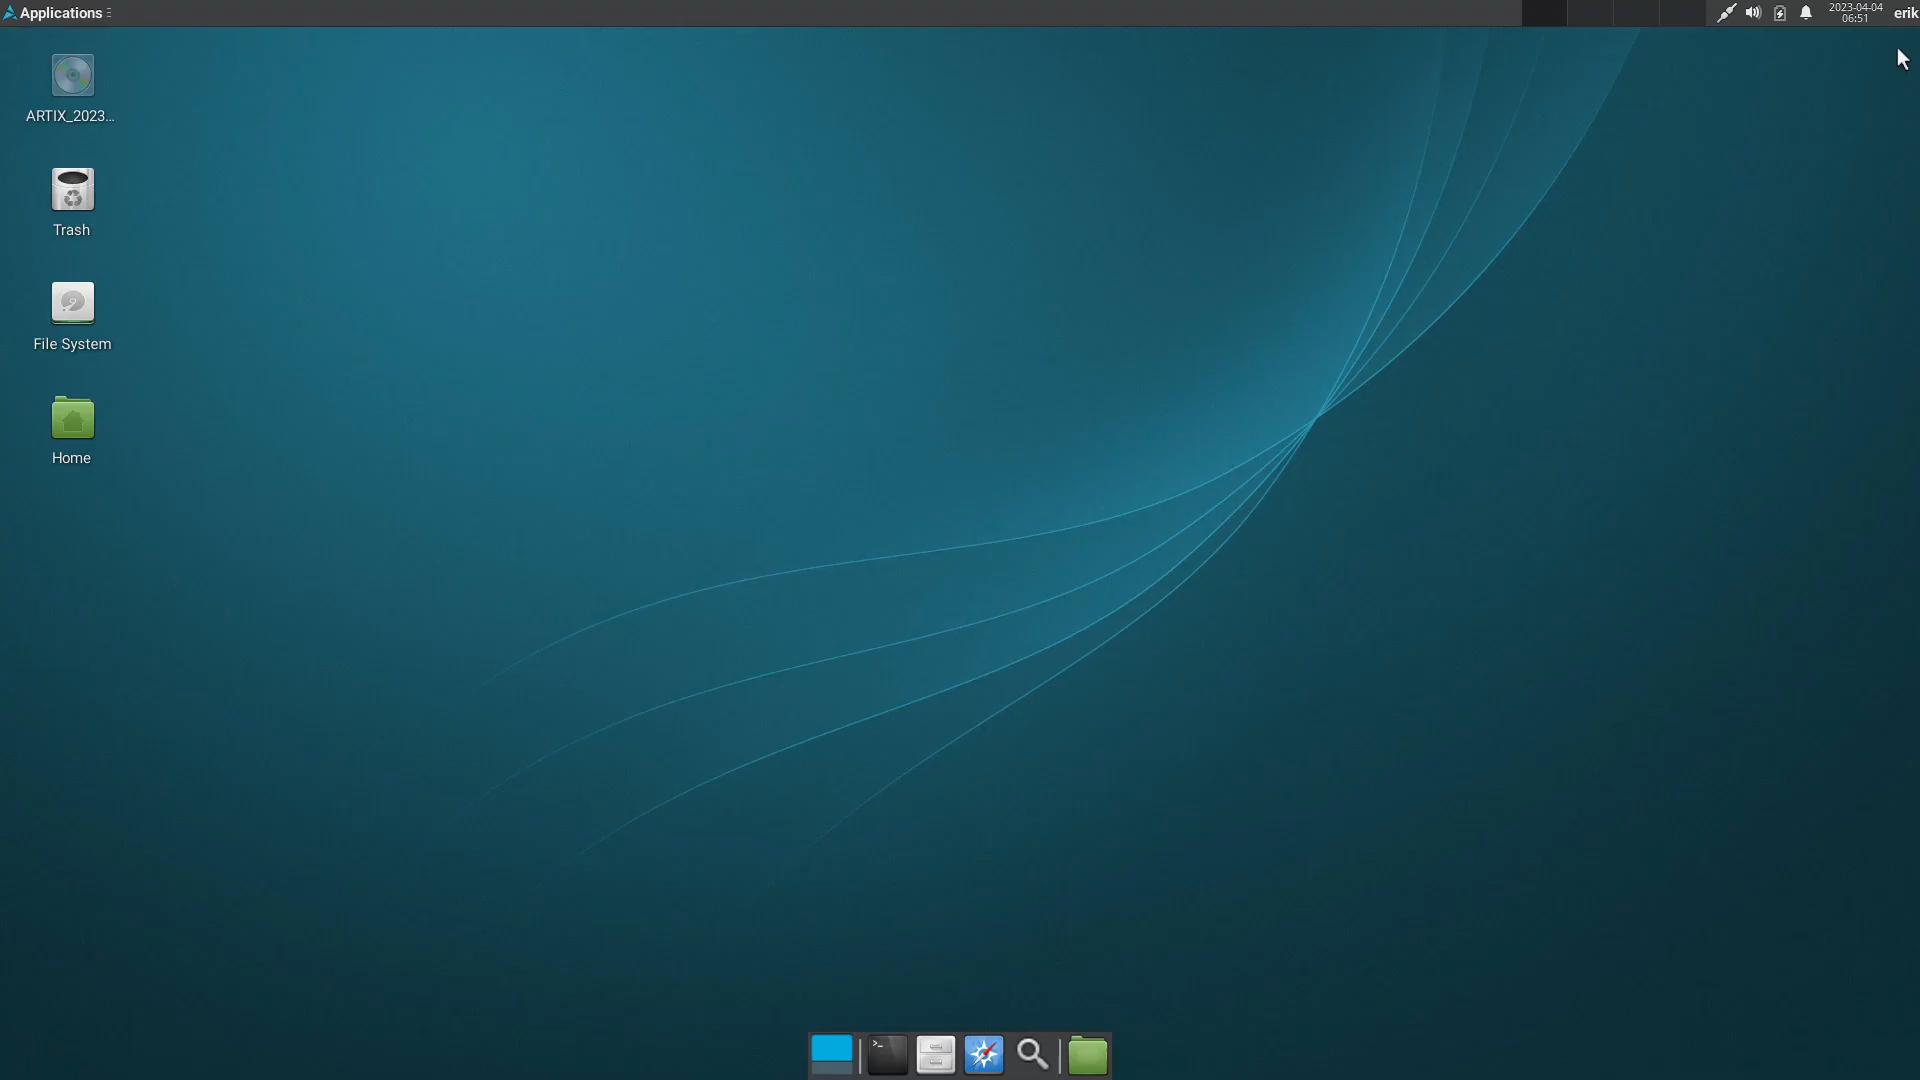 Applications
2023-04-04
06:51
erik
ARTIX_2023...
Trash
File System
Home
>_